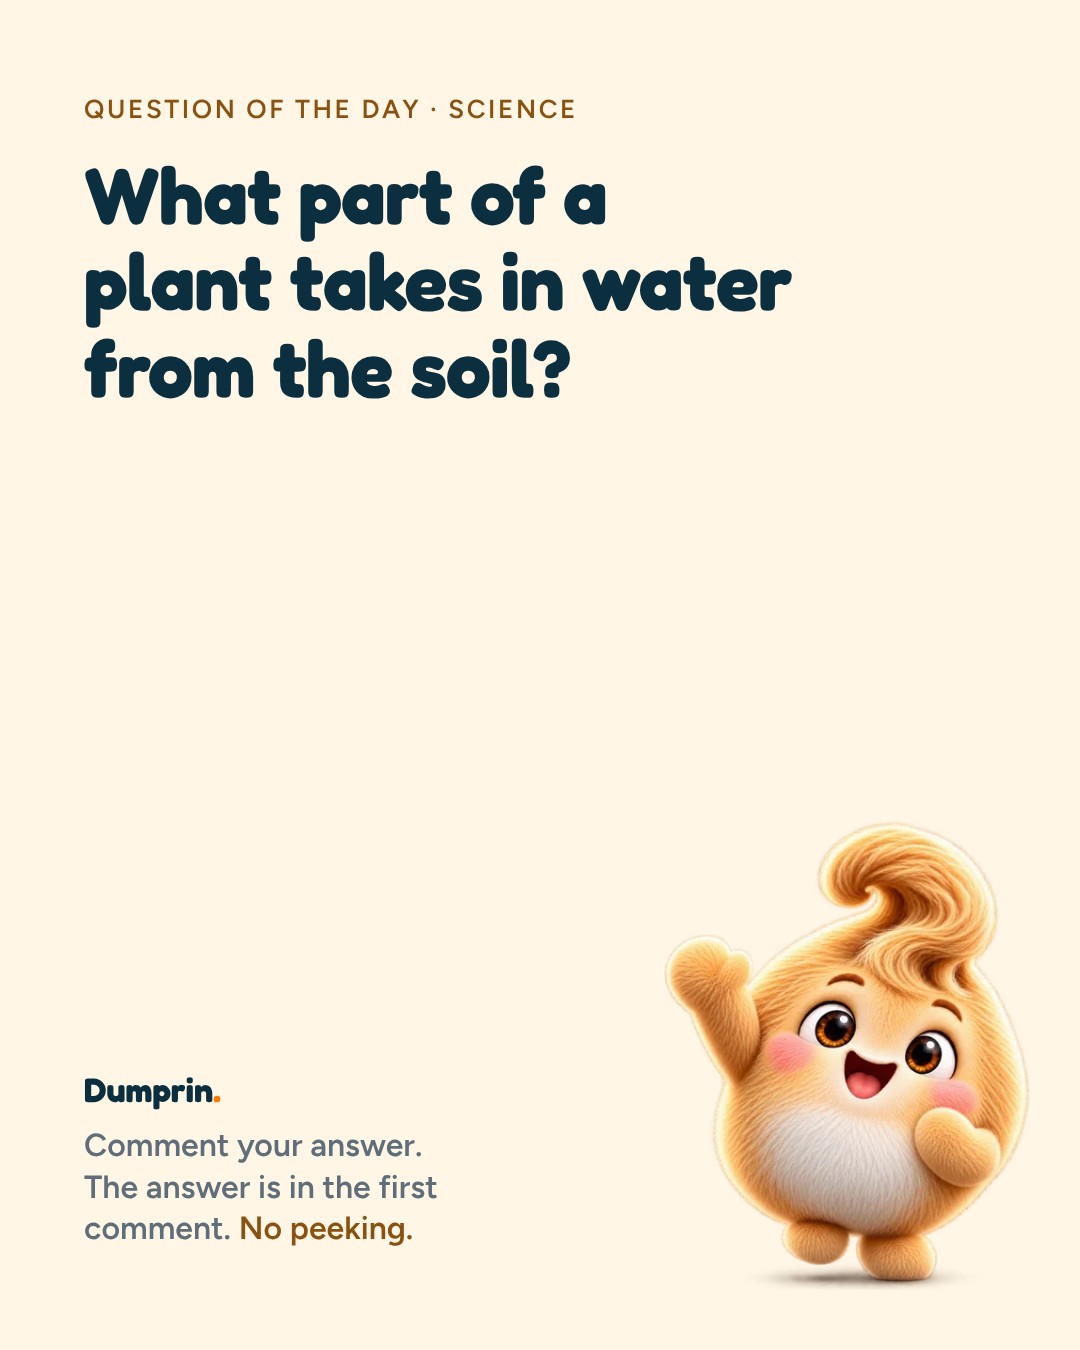 QUESTION OF THE DAY · SCIENCE
What part of a
plant takes in water
from the soil?
Dumprin.
Comment your answer.
The answer is in the first
comment. No peeking.